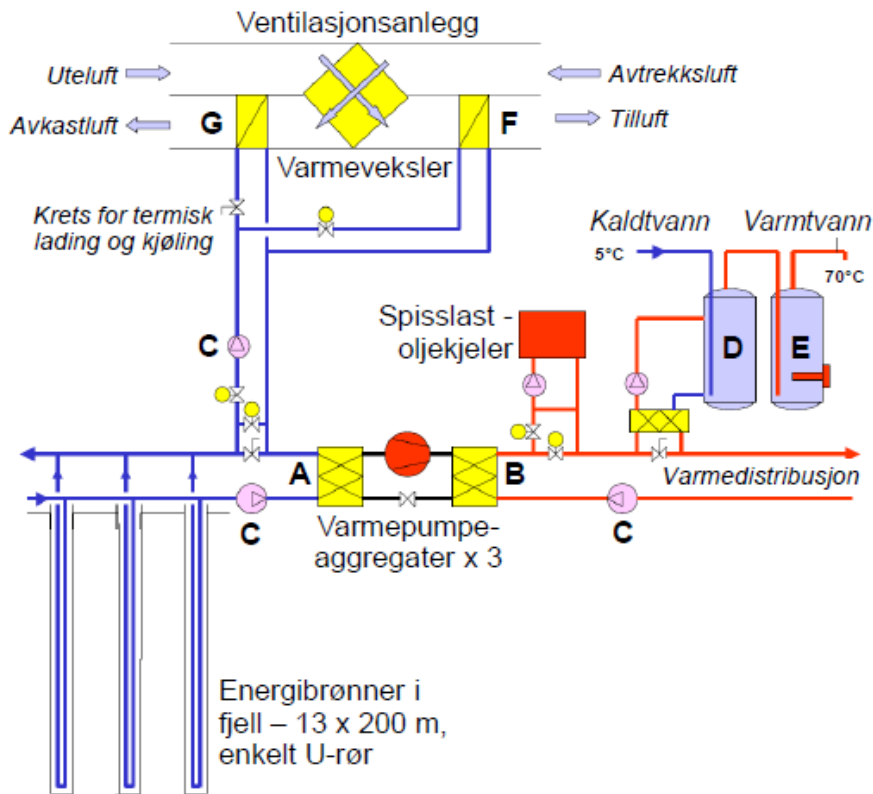 Ventilasjonsanlegg
Uteluft
Avtrekksluft
Avkastluft
G
F
Tilluft
Varmeveksler
Krets for termisk
lading og kjøling
Kaldtvann
Varmtvann
5°C
70°C
Spisslast -
oljekjeler
C
D
E
A
B
Varmedistribusjon
C
C
Varmepumpe-
aggregater x 3
Energibrønner i
fjell – 13 x 200 m,
enkelt U-rør